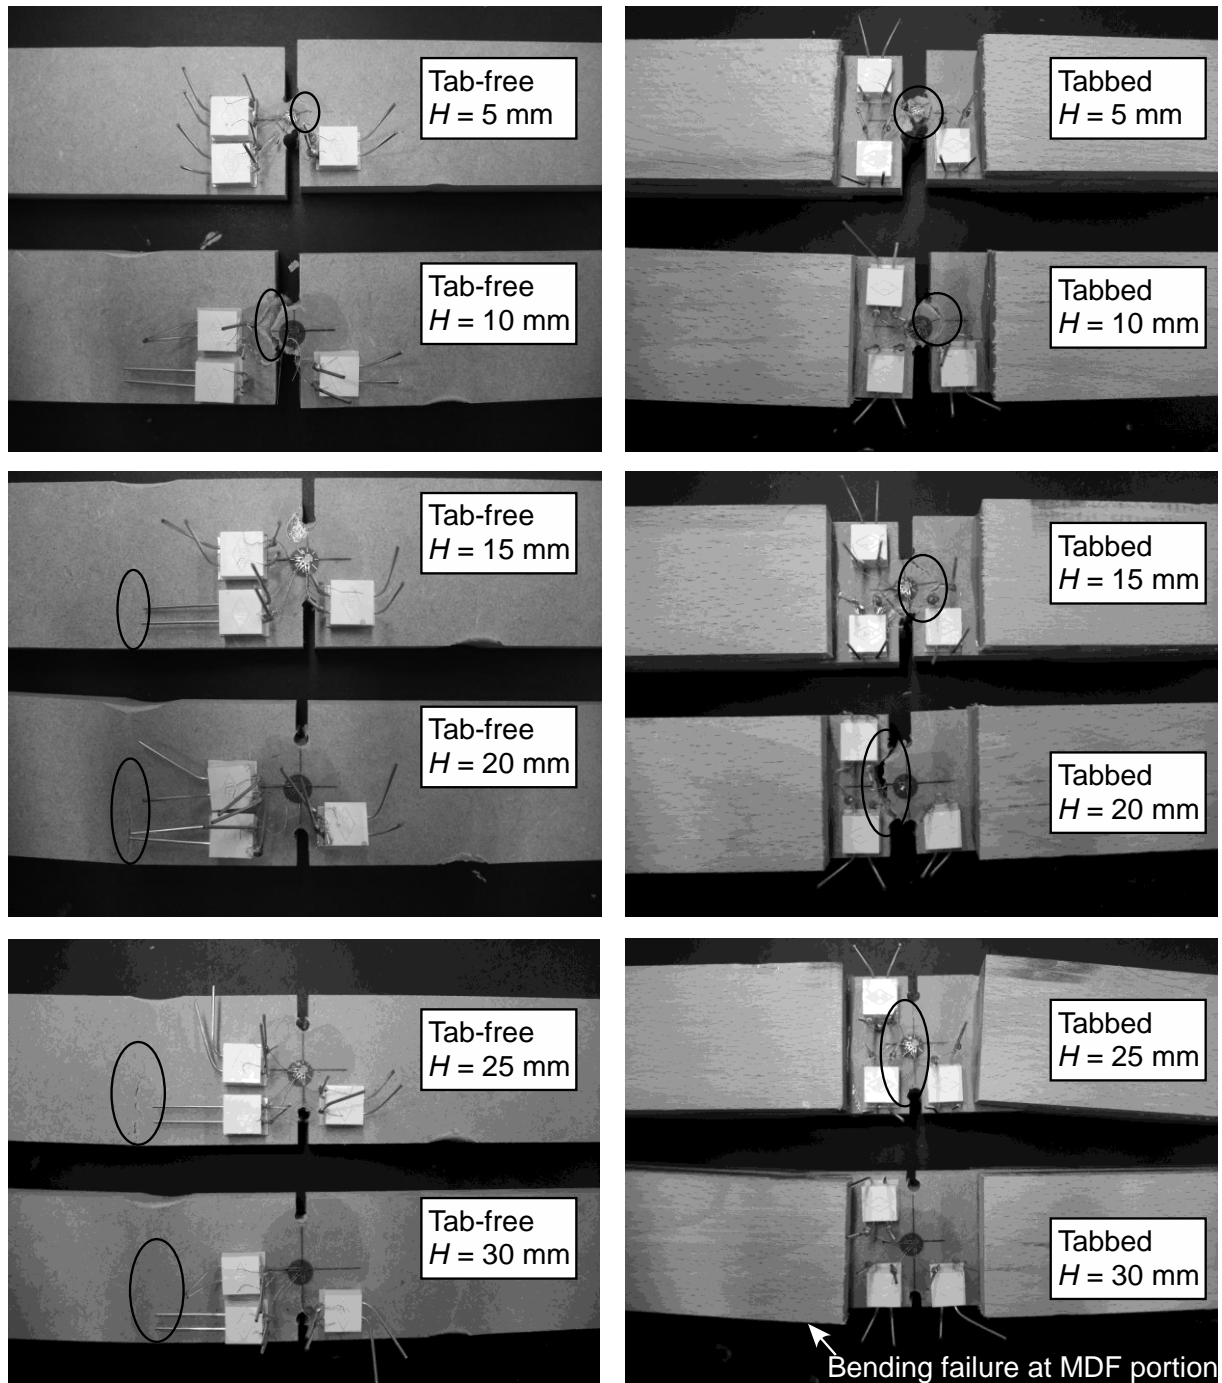 Tab-free
H = 5 mm
Tab-free
H = 10 mm
Tabbed
H = 5 mm
Tabbed
H = 10 mm
Tab-free
H = 15 mm
Tab-free
H = 20 mm
Tabbed
H = 15 mm
Tabbed
H = 20 mm
Tab-free
H = 25 mm
Tab-free
H = 30 mm
Tabbed
H = 25 mm
Tabbed
H = 30 mm
Bending failure at MDF portion